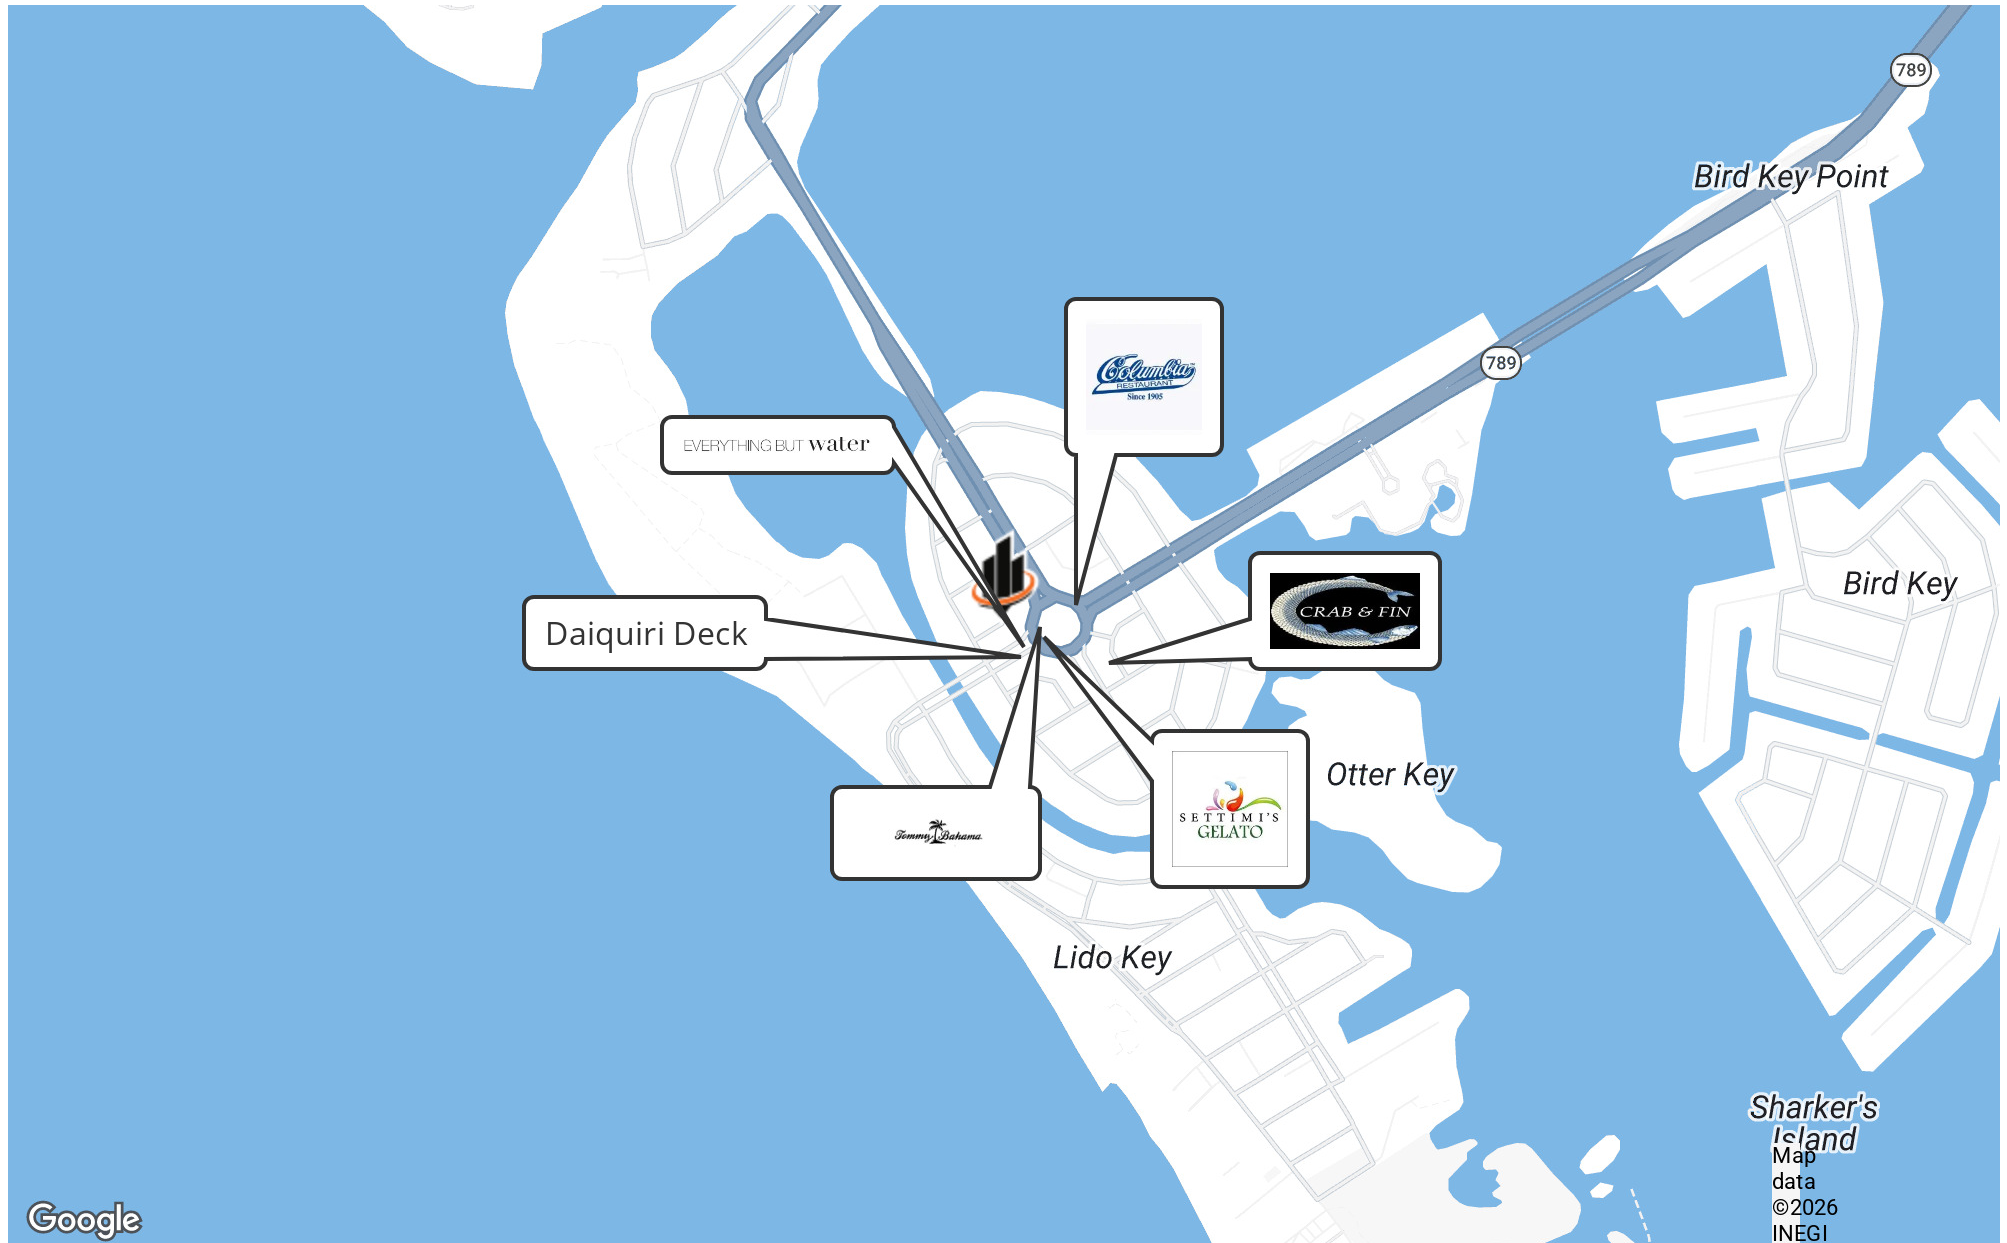 789
Bird Key Point
Columbia
RESTAURANT
Since 1905
789
EVERYTHING BUT water
Bird Key
CRAB & FIN
Daiquiri Deck
Otter Key
SETTIMI'S
GELATO
Tommy Bahama
Lido Key
Sharker's
Island
Map
data
©2026
INEGI
Google